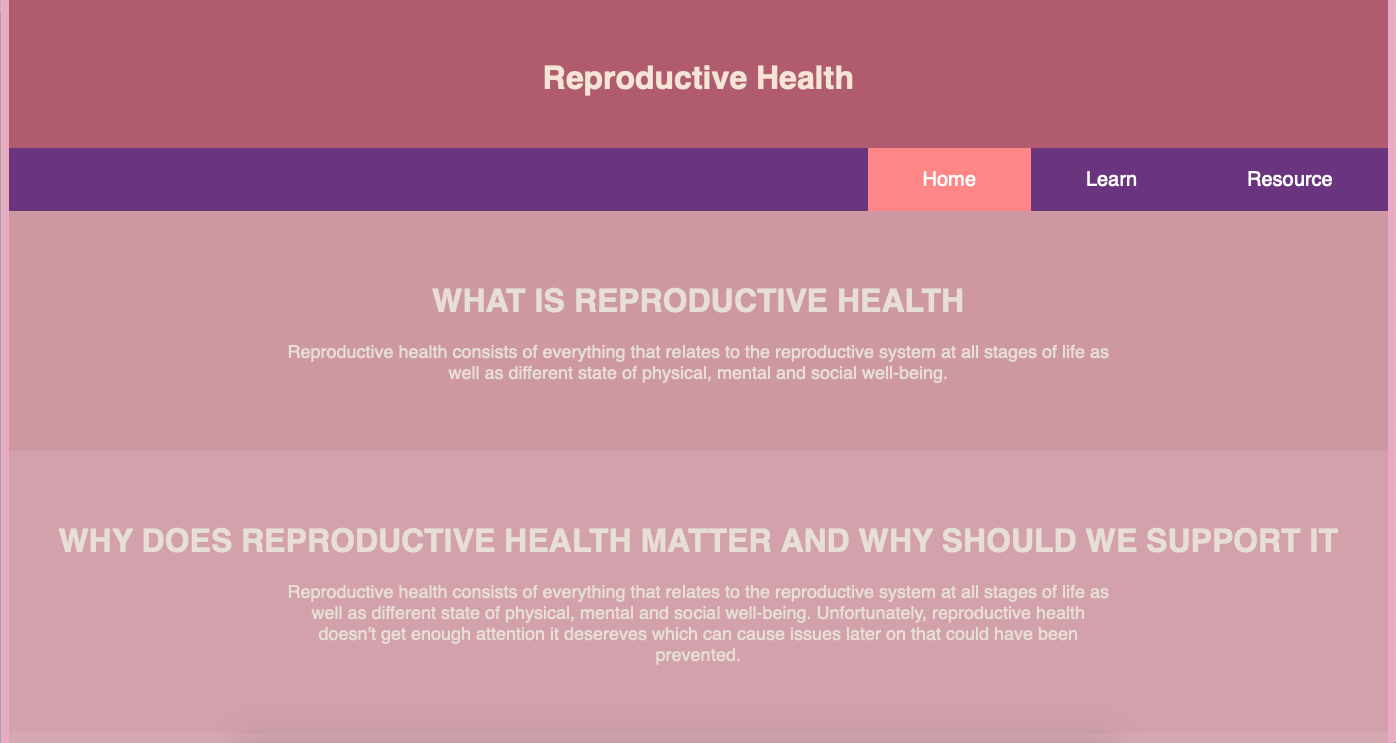 Reproductive Health
Home Learn Resource
WHAT IS REPRODUCTIVE HEALTH
Reproductive health consists of everything that relates to the reproductive system at all stages of life as
well as different state of physical, mental and social well-being.
WHY DOES REPRODUCTIVE HEALTH MATTER AND WHY SHOULD WE SUPPORT IT
Reproductive health consists of everything that relates to the reproductive system at all stages of life as
well as different state of physical, mental and social well-being. Unfortunately, reproductive health
doesn't get enough attention it desereves which can cause issues later on that could have been
prevented.